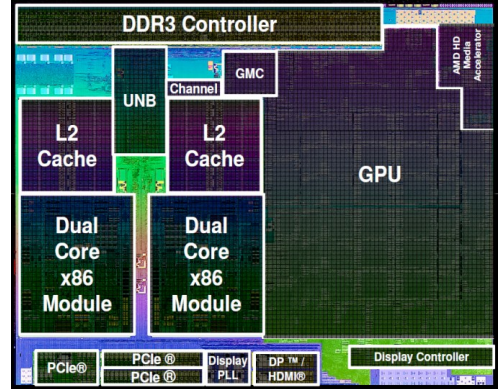 DDR3 Controller
AMD HD
Media
Accelerator
UNB
GMC
Channel
L2
Cache
L2
Cache
GPU
Dual
Core
x86
Module
Dual
Core
x86
Module
PCIe®
PCIe ®
PCIe ®
Display
PLL
DP ™ /
HDMI®
Display Controller